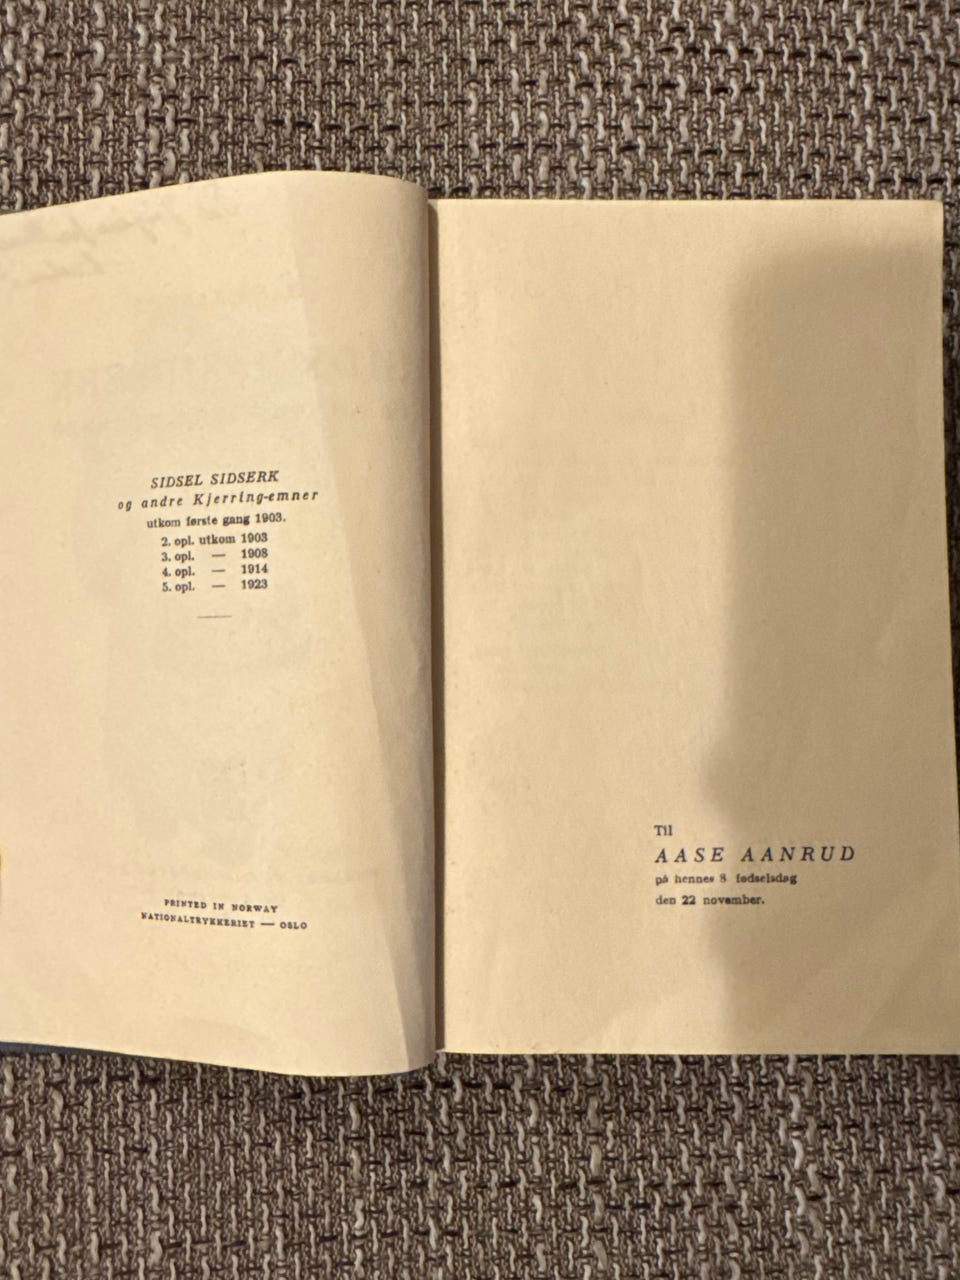 SIDSEL SIDSERK
og andre Kjerring-emner
utkom første gang 1903.
2. opl. utkom 1903
3. opl. — 1908
4. opl. — 1914
5. opl. — 1923
PRINTED IN NORWAY
NATIONALTRYKKERIET — OSLO
Til
AASE AANRUD
på hennes 8 fødselsdag
den 22 november.